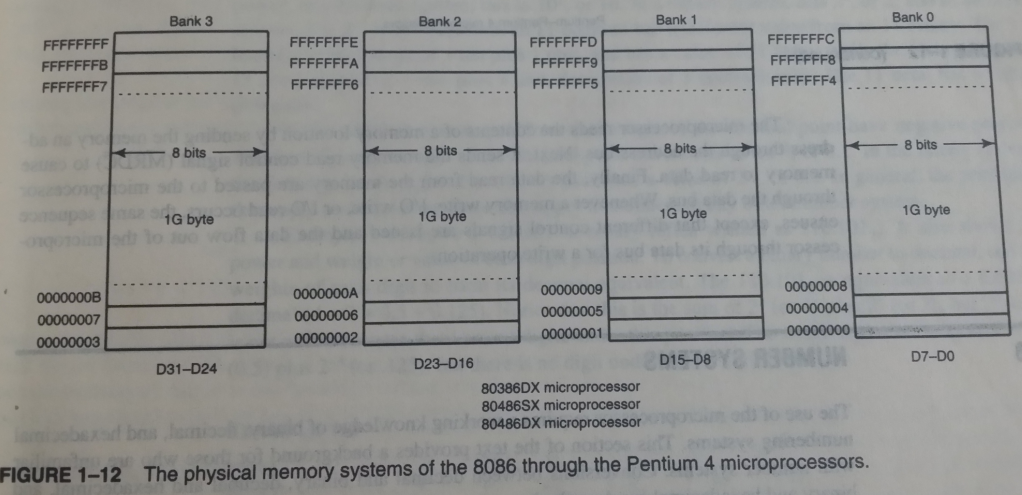 Bank 3 Bank 2 Bank 1 Bank 0
FFFFFFFF FFFFFFFE FFFFFFFD FFFFFFFC
FFFFFFFB FFFFFFFA FFFFFFF9 FFFFFFF8
FFFFFFF7 FFFFFFF6 FFFFFFF5 FFFFFFF4
8 bits 8 bits 8 bits 8 bits
1G byte 1G byte 1G byte 1G byte
0000000B 0000000A 00000009 00000008
00000007 00000006 00000005 00000004
00000003 00000002 00000001 00000000
D31–D24 D23–D16 D15–D8 D7–D0
80386DX microprocessor
80486SX microprocessor
80486DX microprocessor
FIGURE 1–12 The physical memory systems of the 8086 through the Pentium 4 microprocessors.